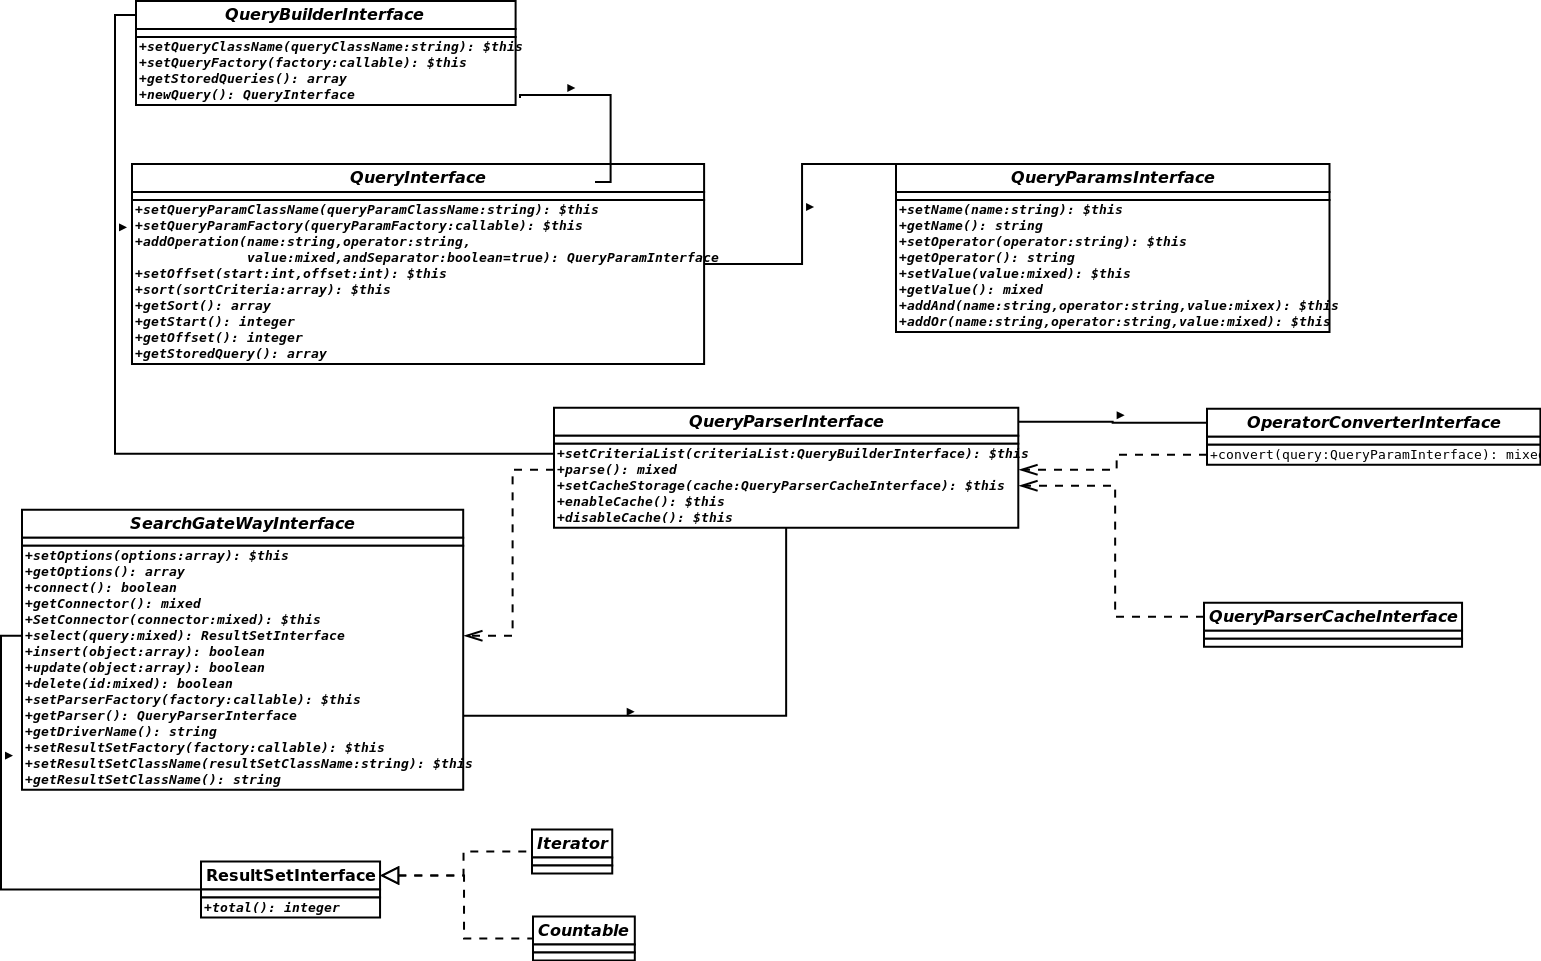 QueryBuilderInterface
+setQueryClassName(queryClassName:string): $this
+setQueryFactory(factory:callable): $this
+getStoredQueries(): array
+newQuery(): QueryInterface
QueryInterface
+setQueryParamClassName(queryParamClassName:string): $this
+setQueryParamFactory(queryParamFactory:callable): $this
+addOperation(name:string,operator:string,
value:mixed,andSeparator:boolean=true): QueryParamInterface
+setOffset(start:int,offset:int): $this
+sort(sortCriteria:array): $this
+getSort(): array
+getStart(): integer
+getOffset(): integer
+getStoredQuery(): array
QueryParamsInterface
+setName(name:string): $this
+getName(): string
+setOperator(operator:string): $this
+getOperator(): string
+setValue(value:mixed): $this
+getValue(): mixed
+addAnd(name:string,operator:string,value:mixex): $this
+addOr(name:string,operator:string,value:mixed): $this
QueryParserInterface
+setCriteriaList(criteriaList:QueryBuilderInterface): $this
+parse(): mixed
+setCacheStorage(cache:QueryParserCacheInterface): $this
+enableCache(): $this
+disableCache(): $this
OperatorConverterInterface
+convert(query:QueryParamInterface): mixed
SearchGateWayInterface
+setOptions(options:array): $this
+getOptions(): array
+connect(): boolean
+getConnector(): mixed
+SetConnector(connector:mixed): $this
+select(query:mixed): ResultSetInterface
+insert(object:array): boolean
+update(object:array): boolean
+delete(id:mixed): boolean
+setParserFactory(factory:callable): $this
+getParser(): QueryParserInterface
+getDriverName(): string
+setResultSetFactory(factory:callable): $this
+setResultSetClassName(resultSetClassName:string): $this
+getResultSetClassName(): string
QueryParserCacheInterface
Iterator
ResultSetInterface
+total(): integer
Countable